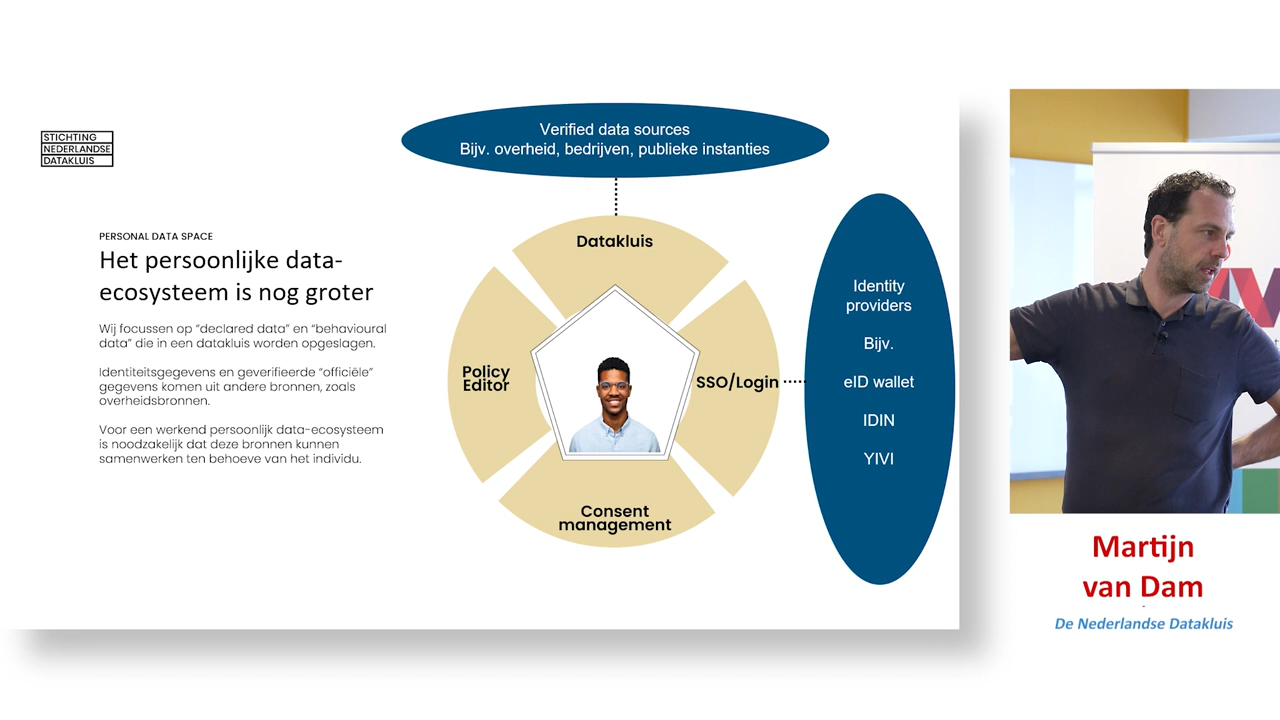 STICHTING
NEDERLANDSE
DATAKLUIS
PERSONAL DATA SPACE
Het persoonlijke data-
ecosysteem is nog groter
Wij focussen op “declared data” en “behavioural
data” die in een datakluis worden opgeslagen.
Identiteitsgegevens en geverifieerde “officiële”
gegevens komen uit andere bronnen, zoals
overheidsbronnen.
Voor een werkend persoonlijk data-ecosysteem
is noodzakelijk dat deze bronnen kunnen
samenwerken ten behoeve van het individu.
Verified data sources
Bijv. overheid, bedrijven, publieke instanties
Datakluis
Policy
Editor
SSO/Login
Consent
management
Identity
providers
Bijv.
eID wallet
IDIN
YIVI
Martijn
van Dam
De Nederlandse Datakluis